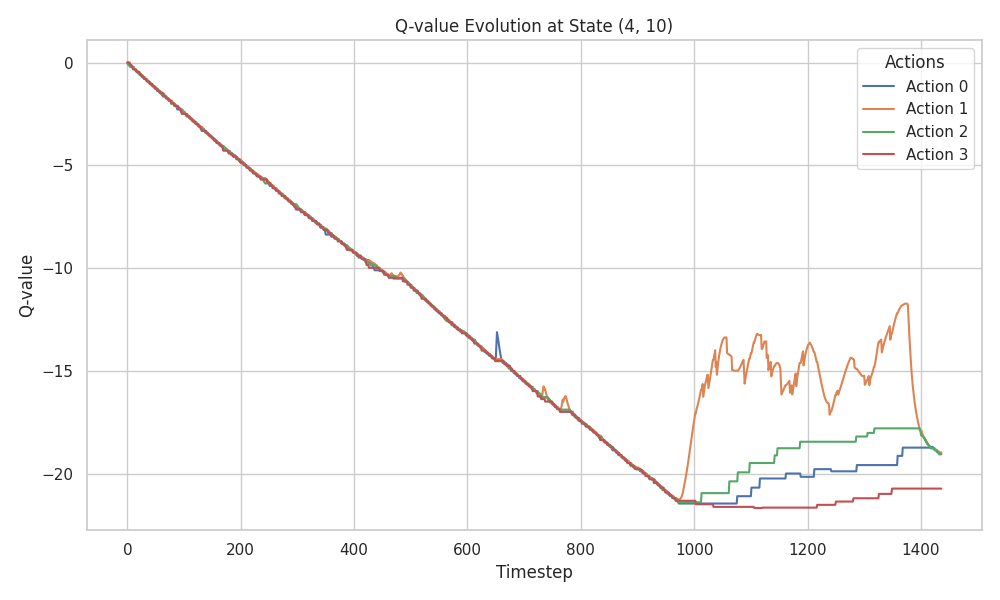 Q-value Evolution at State (4, 10)
Actions
Action 0
Action 1
Action 2
Action 3
Q-value
0
−5
−10
−15
−20
0
200
400
600
800
1000
1200
1400
Timestep